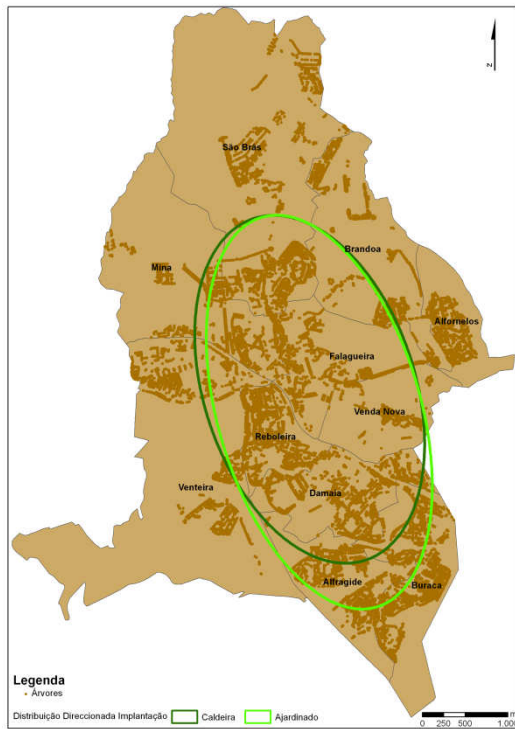 N
São Brás
Brandoa
Mina
Alfornelos
Falagueira
Venda Nova
Reboleira
Venteira
Damaia
Alfragide
Buraca
Legenda
Árvores
Distribuição Direccionada Implantação Caldeira Ajardinado
m
0 250 500 1.000